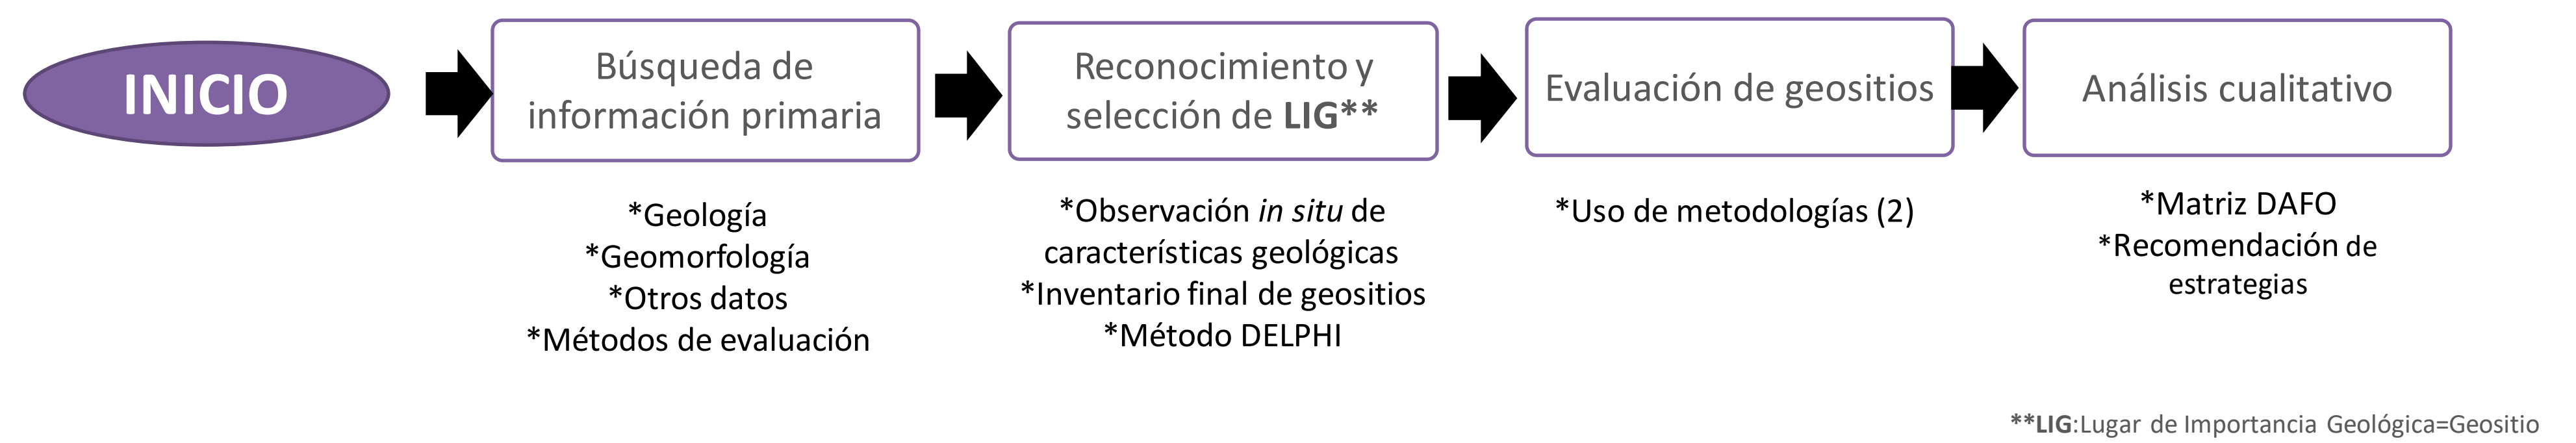 INICIO
Búsqueda de
información primaria
*Geología
*Geomorfología
*Otros datos
*Métodos de evaluación
Reconocimiento y
selección de LIG**
*Observación in situ de
características geológicas
*Inventario final de geositios
*Método DELPHI
Evaluación de geositios
*Uso de metodologías (2)
Análisis cualitativo
*Matriz DAFO
*Recomendación de
estrategias
**LIG:Lugar de Importancia Geológica=Geositio